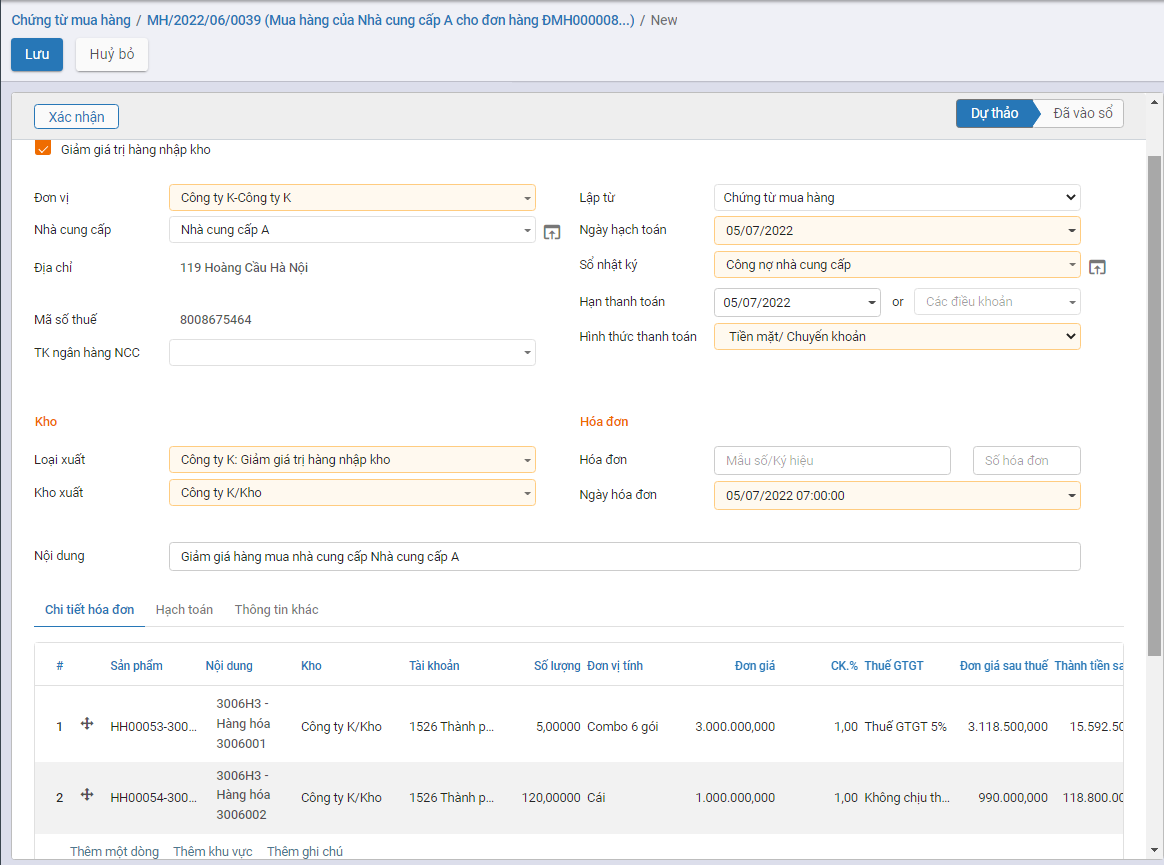 Chứng từ mua hàng / MH/2022/06/0039 (Mua hàng của Nhà cung cấp A cho đơn hàng ĐMH000008...) / New
Lưu Huỷ bỏ
Xác nhận Dự thảo Đã vào sổ
Giảm giá trị hàng nhập kho
Đơn vị Công ty K-Công ty K Lập từ Chứng từ mua hàng
Nhà cung cấp Nhà cung cấp A Ngày hạch toán 05/07/2022
Địa chỉ 119 Hoàng Cầu Hà Nội Sổ nhật ký Công nợ nhà cung cấp
Hạn thanh toán 05/07/2022 or Các điều khoản
Mã số thuế 8008675464
Hình thức thanh toán Tiền mặt/ Chuyển khoản
TK ngân hàng NCC
Kho Hóa đơn
Loại xuất Công ty K: Giảm giá trị hàng nhập kho Hóa đơn Mẫu số/Ký hiệu Số hóa đơn
Kho xuất Công ty K/Kho Ngày hóa đơn 05/07/2022 07:00:00
Nội dung Giảm giá hàng mua nhà cung cấp Nhà cung cấp A
Chi tiết hóa đơn Hạch toán Thông tin khác
# Sản phẩm Nội dung Kho Tài khoản Số lượng Đơn vị tính Đơn giá CK.% Thuế GTGT Đơn giá sau thuế Thành tiền sa
3006H3 -
Hàng hóa
3006001
1 HH00053-300... Công ty K/Kho 1526 Thành p... 5,00000 Combo 6 gói 3.000.000,000 1,00 Thuế GTGT 5% 3.118.500,000 15.592.50
3006H3 -
Hàng hóa
3006002
2 HH00054-300... Công ty K/Kho 1526 Thành p... 120,00000 Cái 1.000.000,000 1,00 Không chịu th... 990.000,000 118.800.00
Thêm một dòng Thêm khu vực Thêm ghi chú